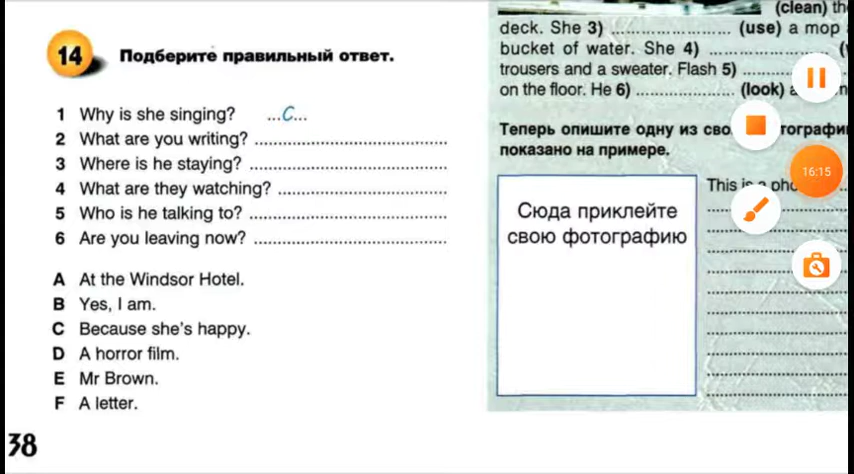 14 Подберите правильный ответ.
1 Why is she singing? ...C...
2 What are you writing? ..............................
3 Where is he staying? ..............................
4 What are they watching? ..............................
5 Who is he talking to? ..............................
6 Are you leaving now? ..............................
A At the Windsor Hotel.
B Yes, I am.
C Because she's happy.
D A horror film.
E Mr Brown.
F A letter.
38
(clean)
deck. She 3) .............................. (use) a mop
bucket of water. She 4) ..............................
trousers and a sweater. Flash 5) ..............
on the floor. He 6) .................... (look)
Теперь опишите одну из
показано на примере.
Сюда приклейте
свою фотографию
This is a
16:15